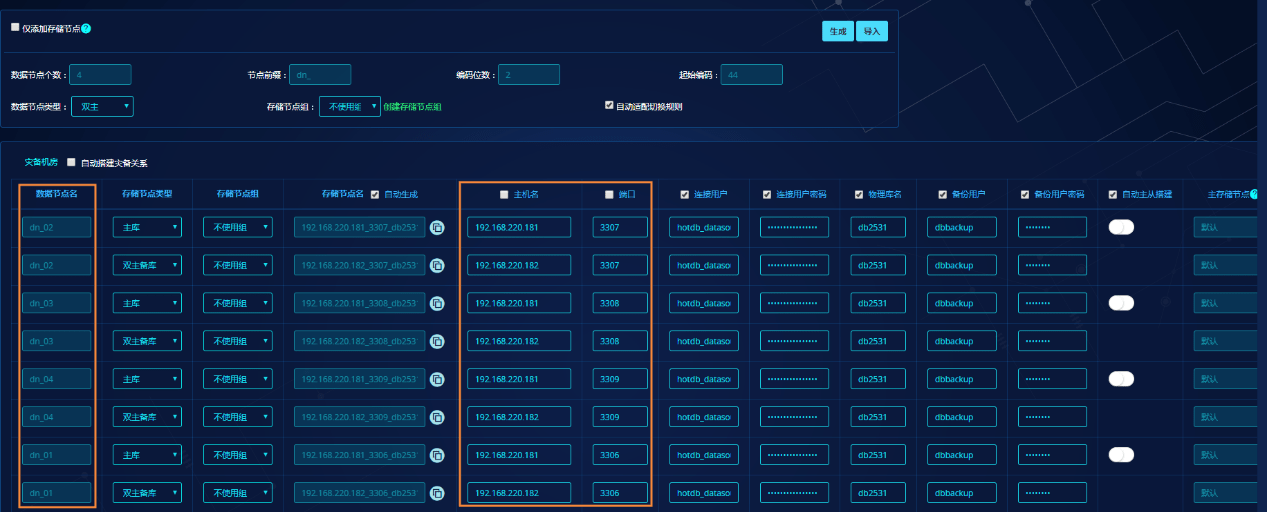 仅添加存储节点 ? 生成 导入
数据节点个数： 4 节点前缀： dn_ 编码位数： 2 起始编码： 44
数据节点类型： 双主 存储节点组： 不使用组 创建存储节点组 自动适配切换规则
灾备机房 自动搭建灾备关系
数据节点名 存储节点类型 存储节点组 存储节点名 自动生成 主机名 端口 连接用户 连接用户密码 物理库名 备份用户 备份用户密码 自动主从搭建 主存储节点 ?
dn_02 主库 不使用组 192.168.220.181_3307_db253 192.168.220.181 3307 hotdb_dataso •••••••••••••••• db2531 dbbackup •••••••• 默认
dn_02 双主备库 不使用组 192.168.220.182_3307_db253 192.168.220.182 3307 hotdb_dataso •••••••••••••••• db2531 dbbackup •••••••• 默认
dn_03 主库 不使用组 192.168.220.181_3308_db253 192.168.220.181 3308 hotdb_dataso •••••••••••••••• db2531 dbbackup •••••••• 默认
dn_03 双主备库 不使用组 192.168.220.182_3308_db253 192.168.220.182 3308 hotdb_dataso •••••••••••••••• db2531 dbbackup •••••••• 默认
dn_04 主库 不使用组 192.168.220.181_3309_db253 192.168.220.181 3309 hotdb_dataso •••••••••••••••• db2531 dbbackup •••••••• 默认
dn_04 双主备库 不使用组 192.168.220.182_3309_db253 192.168.220.182 3309 hotdb_dataso •••••••••••••••• db2531 dbbackup •••••••• 默认
dn_01 主库 不使用组 192.168.220.181_3306_db253 192.168.220.181 3306 hotdb_dataso •••••••••••••••• db2531 dbbackup •••••••• 默认
dn_01 双主备库 不使用组 192.168.220.182_3306_db253 192.168.220.182 3306 hotdb_dataso •••••••••••••••• db2531 dbbackup •••••••• 默认